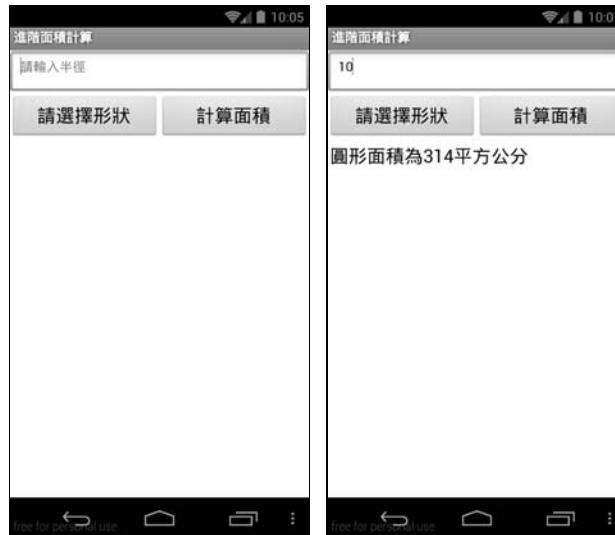 10:05
進階面積計算
請輸入半徑
請選擇形狀
計算面積
free for personal use
10:0
進階面積計算
10
請選擇形狀
計算面積
圓形面積為314平方公分
free for personal use